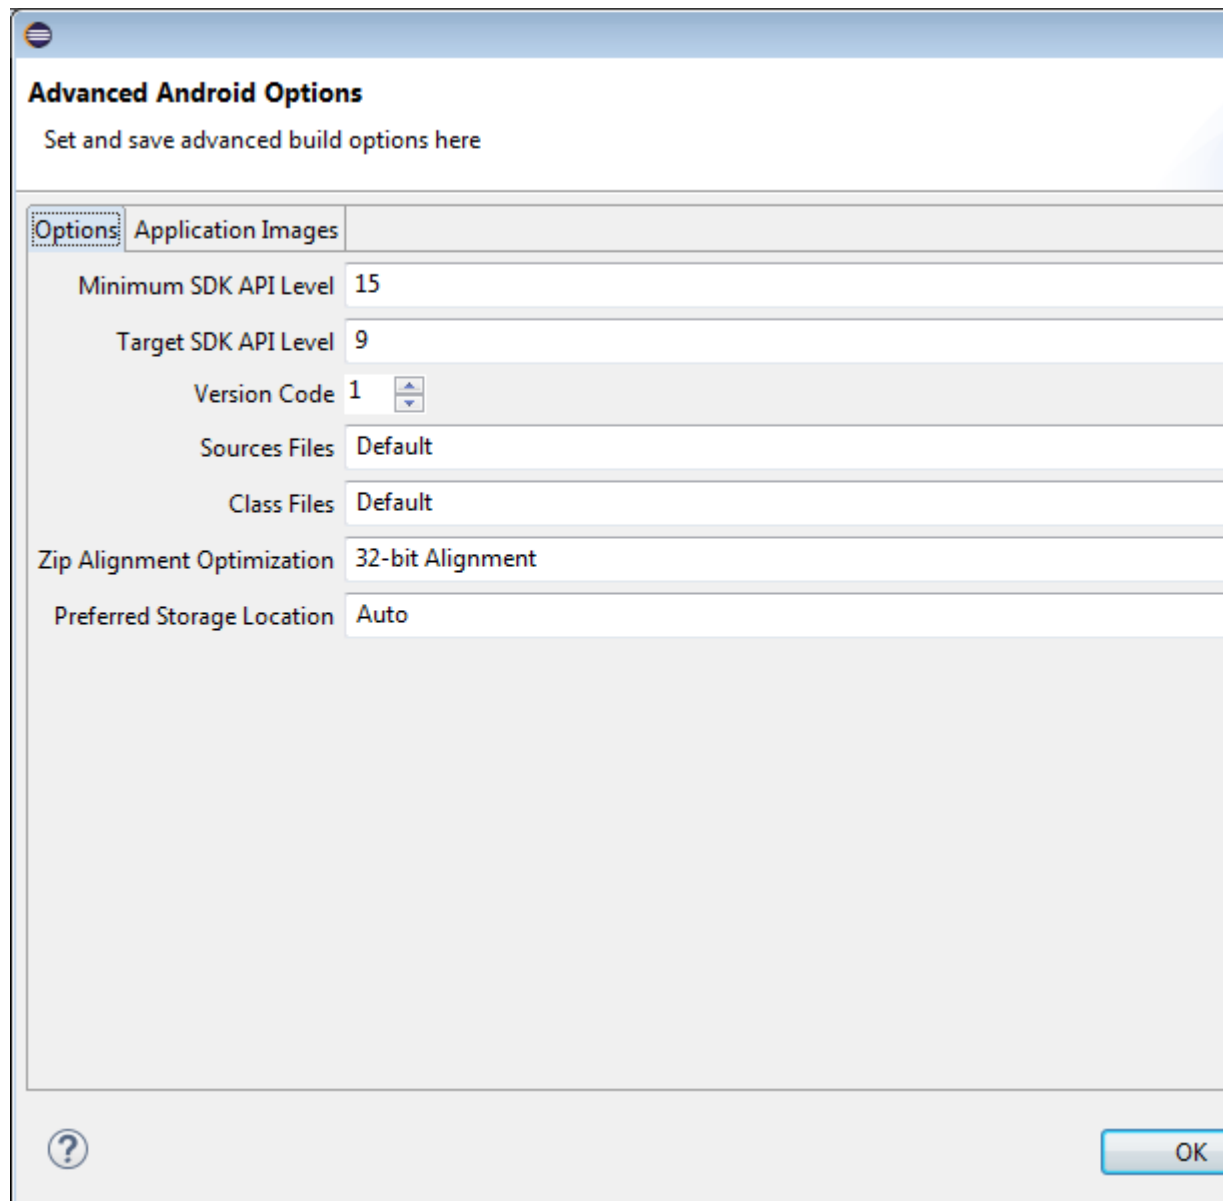 Advanced Android Options
Set and save advanced build options here
Options Application Images
Minimum SDK API Level 15
Target SDK API Level 9
Version Code 1
Sources Files Default
Class Files Default
Zip Alignment Optimization 32-bit Alignment
Preferred Storage Location Auto
?
OK